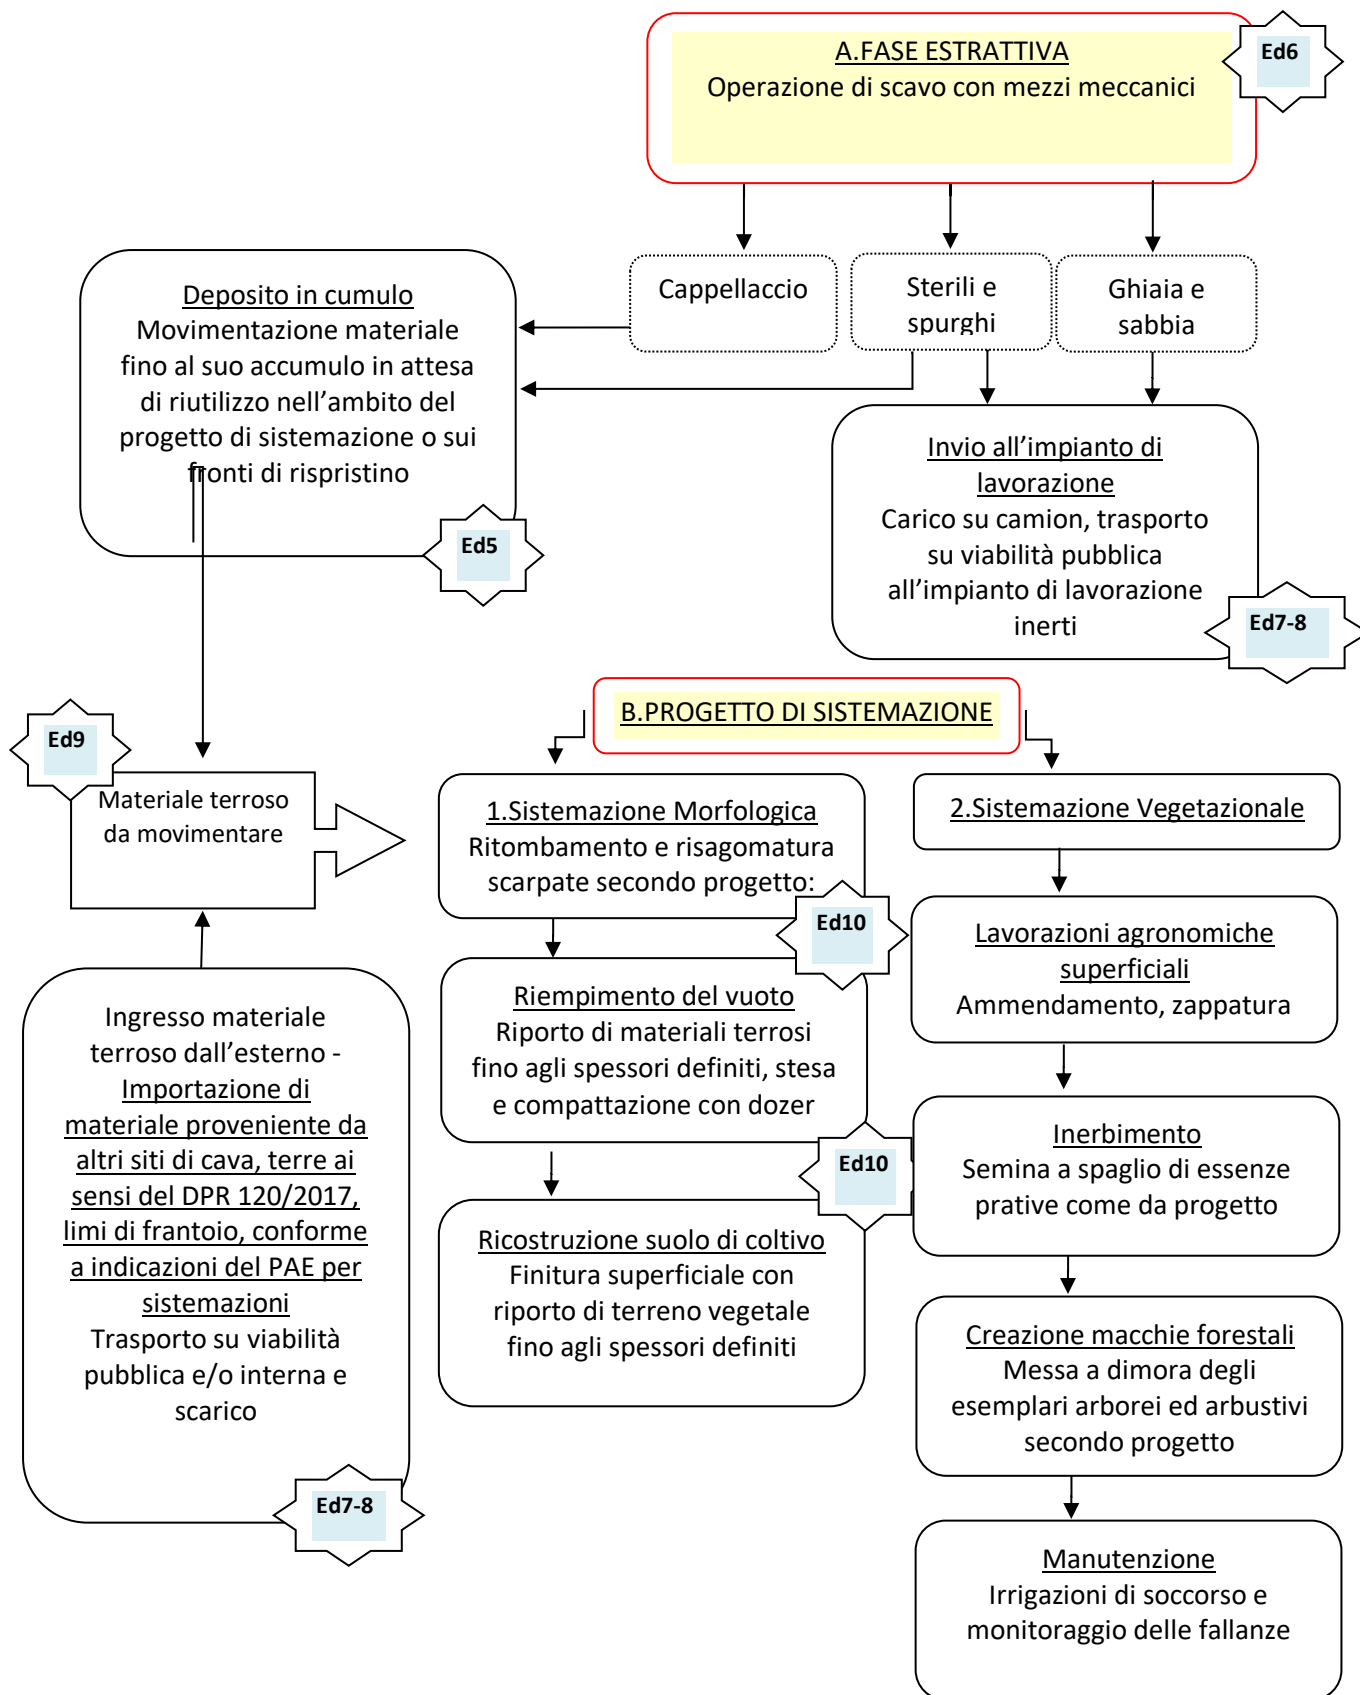 A.FASE ESTRATTIVA
Operazione di scavo con mezzi meccanici
Ed6
Cappellaccio
Sterili e
spurghi
Ghiaia e
sabbia
Deposito in cumulo
Movimentazione materiale
fino al suo accumulo in attesa
di riutilizzo nell'ambito del
progetto di sistemazione o sui
fronti di rispristino
Ed5
Invio all'impianto di
lavorazione
Carico su camion, trasporto
su viabilità pubblica
all'impianto di lavorazione
inerti
Ed7-8
B.PROGETTO DI SISTEMAZIONE
Ed9
Materiale terroso
da movimentare
1.Sistemazione Morfologica
Ritombamento e risagomatura
scarpate secondo progetto:
Ed10
2.Sistemazione Vegetazionale
Lavorazioni agronomiche
superficiali
Ammendamento, zappatura
Riempimento del vuoto
Riporto di materiali terrosi
fino agli spessori definiti, stesa
e compattazione con dozer
Ed10
Ingresso materiale
terroso dall'esterno -
Importazione di
materiale proveniente da
altri siti di cava, terre ai
sensi del DPR 120/2017,
limi di frantoio, conforme
a indicazioni del PAE per
sistemazioni
Trasporto su viabilità
pubblica e/o interna e
scarico
Ed7-8
Inerbimento
Semina a spaglio di essenze
prative come da progetto
Ricostruzione suolo di coltivo
Finitura superficiale con
riporto di terreno vegetale
fino agli spessori definiti
Creazione macchie forestali
Messa a dimora degli
esemplari arborei ed arbustivi
secondo progetto
Manutenzione
Irrigazioni di soccorso e
monitoraggio delle fallanze